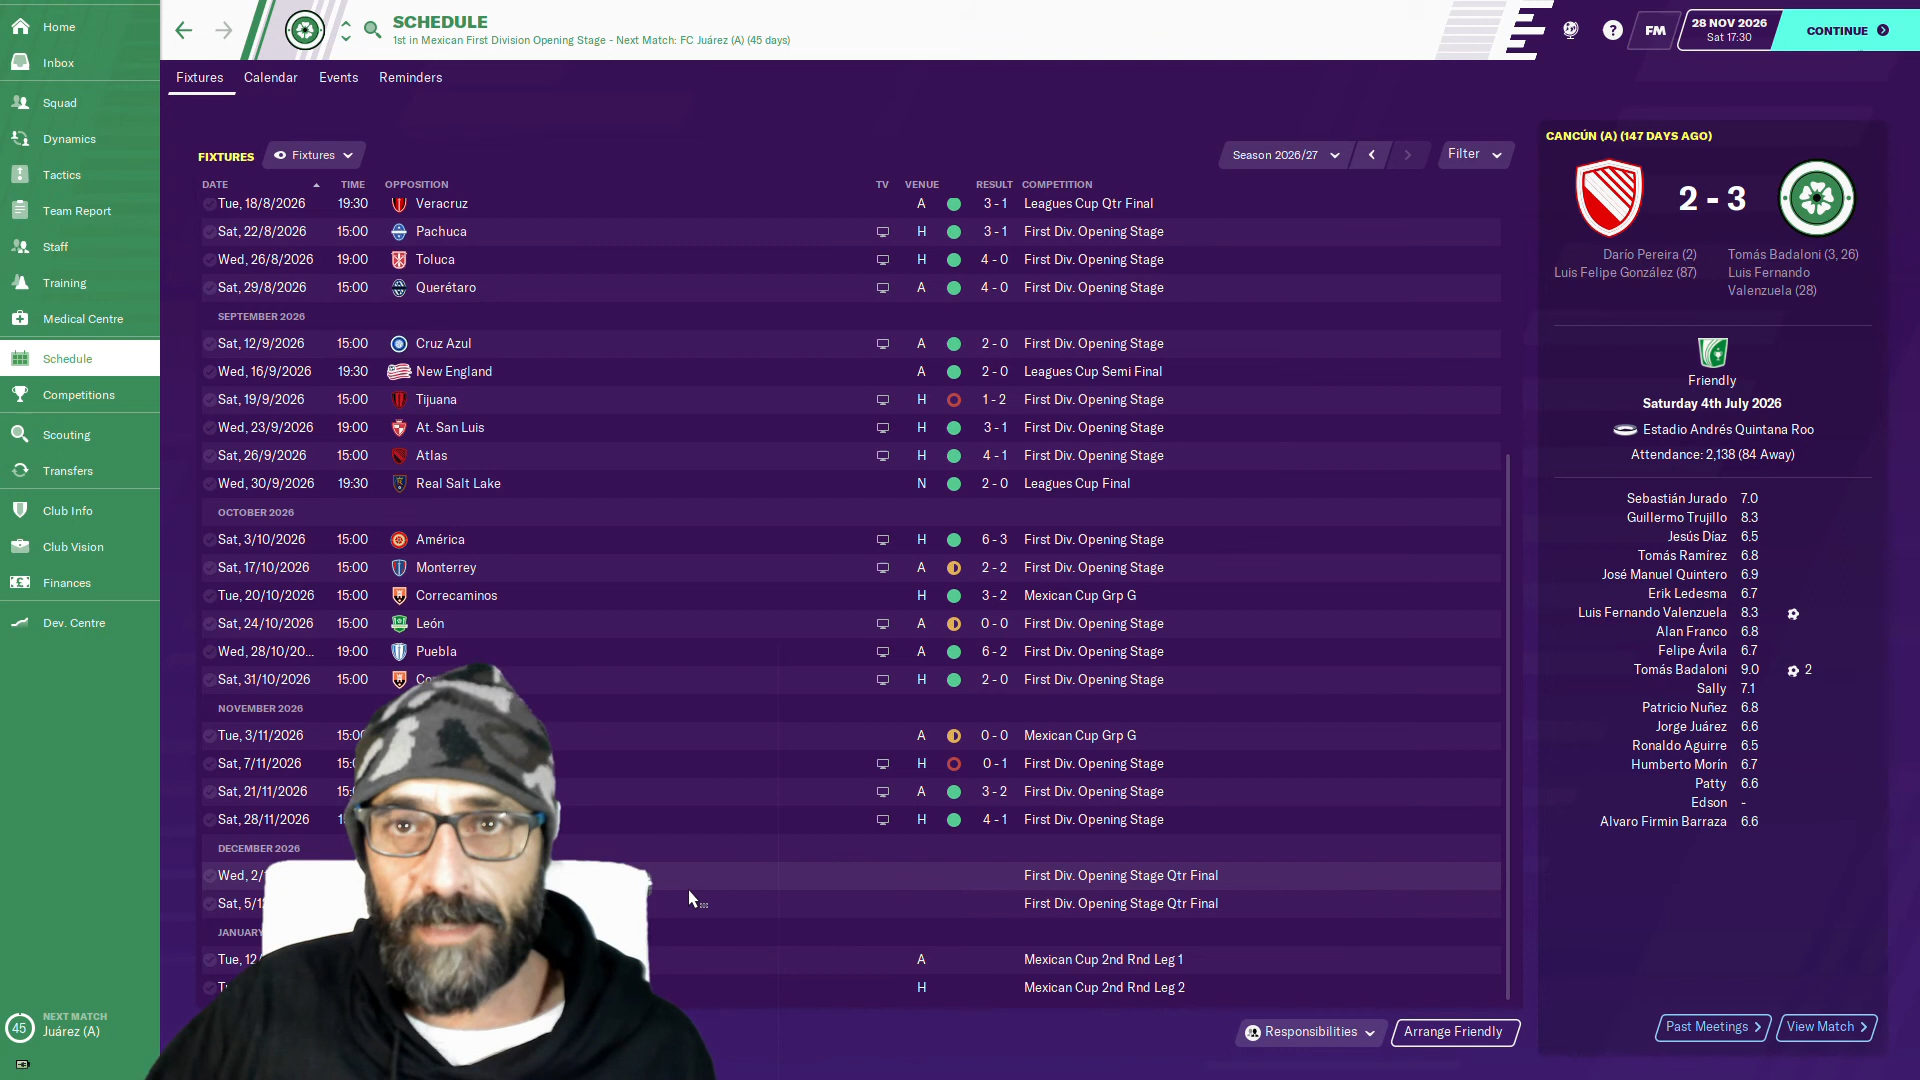 Home
Inbox
Squad
Dynamics
Tactics
Team Report
Staff
Training
Medical Centre
Schedule
Competitions
Scouting
Transfers
Club Info
Club Vision
Finances
Dev. Centre
45
NEXT MATCH
Juárez (A)
SCHEDULE
1st in Mexican First Division Opening Stage - Next Match: FC Juárez (A) (45 days)
? FM
28 NOV 2026
Sat 17:30
CONTINUE
Fixtures Calendar Events Reminders
FIXTURES Fixtures Season 2026/27 Filter
DATE TIME OPPOSITION TV VENUE RESULT COMPETITION
Tue, 18/8/2026 19:30 Veracruz A 3 - 1 Leagues Cup Qtr Final
Sat, 22/8/2026 15:00 Pachuca H 3 - 1 First Div. Opening Stage
Wed, 26/8/2026 19:00 Toluca H 4 - 0 First Div. Opening Stage
Sat, 29/8/2026 15:00 Querétaro A 4 - 0 First Div. Opening Stage
SEPTEMBER 2026
Sat, 12/9/2026 15:00 Cruz Azul A 2 - 0 First Div. Opening Stage
Wed, 16/9/2026 19:30 New England A 2 - 0 Leagues Cup Semi Final
Sat, 19/9/2026 15:00 Tijuana H 1 - 2 First Div. Opening Stage
Wed, 23/9/2026 19:00 At. San Luis H 3 - 1 First Div. Opening Stage
Sat, 26/9/2026 15:00 Atlas H 4 - 1 First Div. Opening Stage
Wed, 30/9/2026 19:30 Real Salt Lake N 2 - 0 Leagues Cup Final
OCTOBER 2026
Sat, 3/10/2026 15:00 América H 6 - 3 First Div. Opening Stage
Sat, 17/10/2026 15:00 Monterrey A 2 - 2 First Div. Opening Stage
Tue, 20/10/2026 15:00 Correcaminos H 3 - 2 Mexican Cup Grp G
Sat, 24/10/2026 15:00 León A 0 - 0 First Div. Opening Stage
Wed, 28/10/20... 19:00 Puebla A 6 - 2 First Div. Opening Stage
Sat, 31/10/2026 15:00 H 2 - 0 First Div. Opening Stage
NOVEMBER 2026
Tue, 3/11/2026 A 0 - 0 Mexican Cup Grp G
Sat, 7/11/2026 H 0 - 1 First Div. Opening Stage
Sat, 21/11/2026 A 3 - 2 First Div. Opening Stage
Sat, 28/11/2026 H 4 - 1 First Div. Opening Stage
DECEMBER 2026
Wed, First Div. Opening Stage Qtr Final
Sat, First Div. Opening Stage Qtr Final
JANUARY
Tue, A Mexican Cup 2nd Rnd Leg 1
H Mexican Cup 2nd Rnd Leg 2
Responsibilities Arrange Friendly
CANCÚN (A) (147 DAYS AGO)
2 - 3
Darío Pereira (2)
Luis Felipe González (87)
Tomás Badaloni (3, 26)
Luis Fernando
Valenzuela (28)
Friendly
Saturday 4th July 2026
Estadio Andrés Quintana Roo
Attendance: 2,138 (84 Away)
Sebastián Jurado 7.0
Guillermo Trujillo 8.3
Jesús Díaz 6.5
Tomás Ramírez 6.8
José Manuel Quintero 6.9
Erik Ledesma 6.7
Luis Fernando Valenzuela 8.3
Alan Franco 6.8
Felipe Ávila 6.7
Tomás Badaloni 9.0 2
Sally 7.1
Patricio Nuñez 6.8
Jorge Juárez 6.6
Ronaldo Aguirre 6.5
Humberto Morín 6.7
Patty 6.6
Edson -
Alvaro Firmin Barraza 6.6
Past Meetings View Match